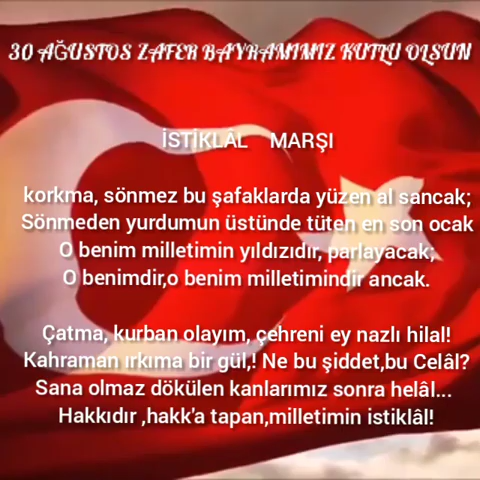 30 AĞUSTOS ZAFER BAYRAMIMIZ KUTLU OLSUN
İSTİKLÂL MARŞI
korkma, sönmez bu şafaklarda yüzen al sancak;
Sönmeden yurdumun üstünde tüten en son ocak
O benim milletimin yıldızıdır, parlayacak;
O benimdir,o benim milletimindir ancak.
Çatma, kurban olayım, çehreni ey nazlı hilal!
Kahraman ırkıma bir gül,! Ne bu şiddet,bu Celâl?
Sana olmaz dökülen kanlarımız sonra helâl...
Hakkıdır ,hakk'a tapan,milletimin istiklâl!